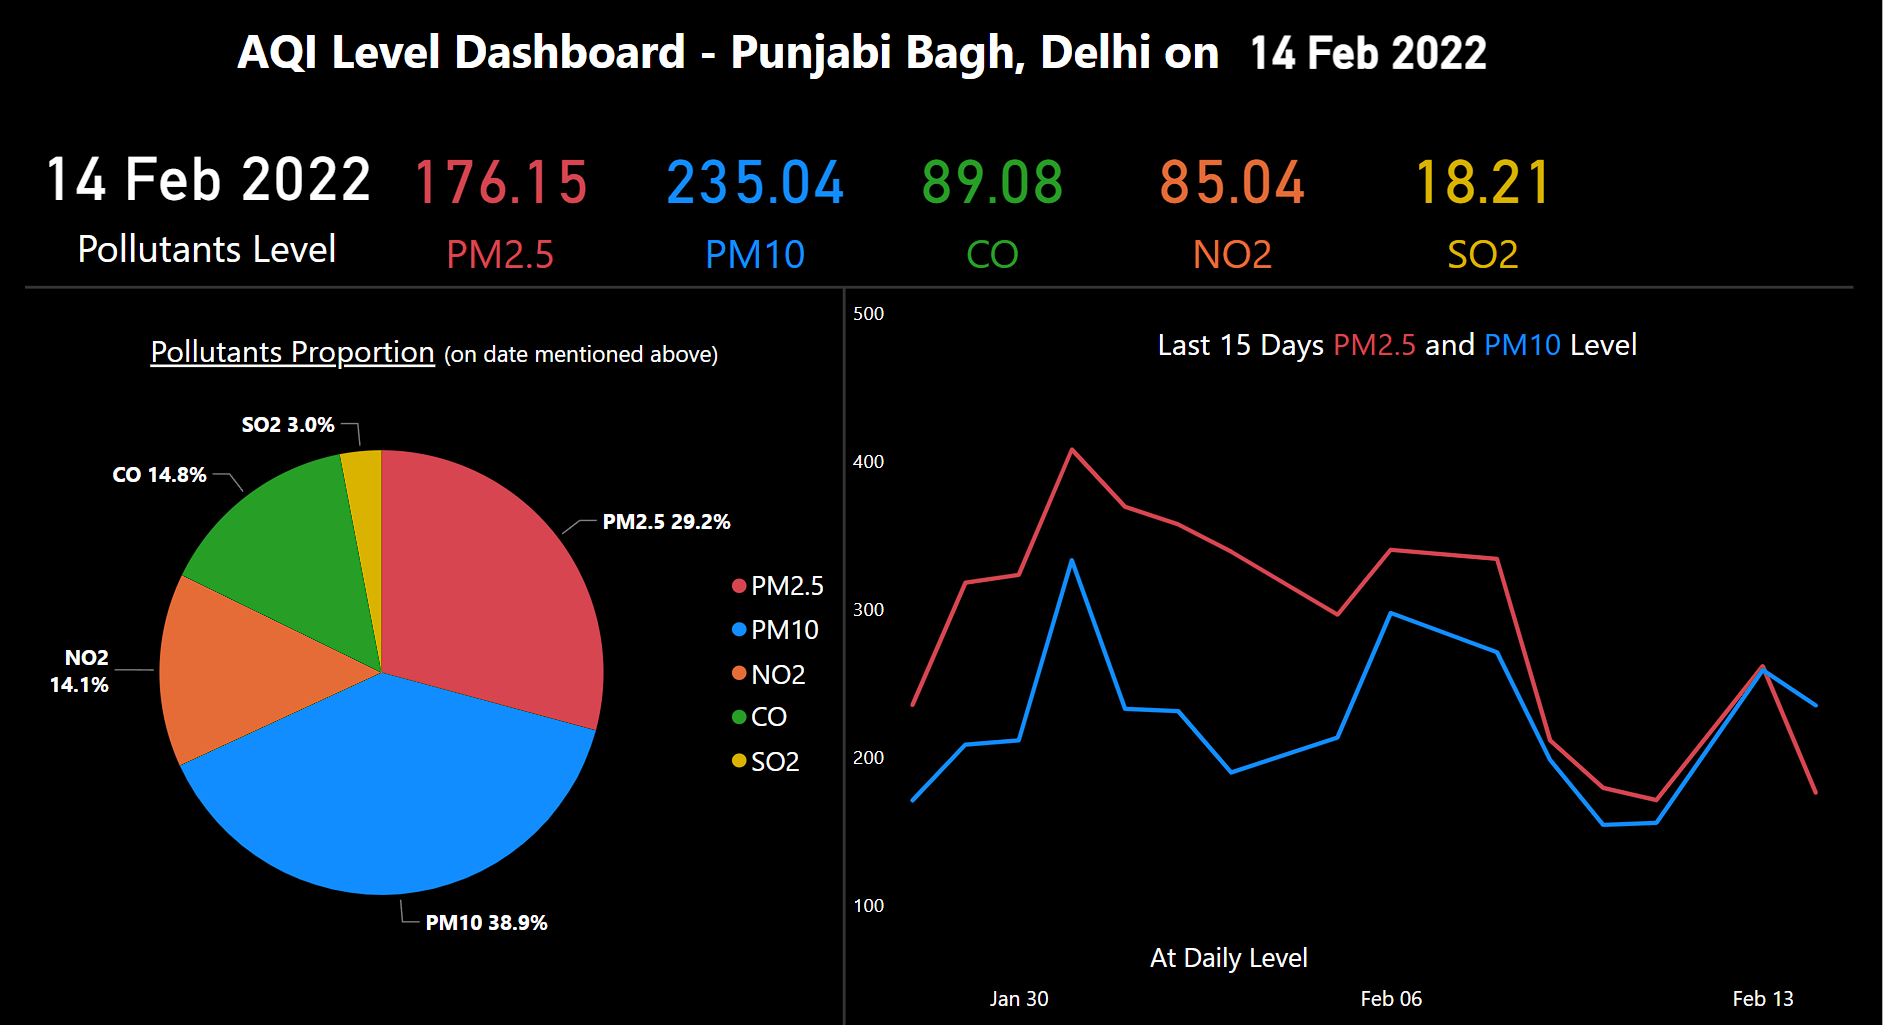 AQI Level Dashboard - Punjabi Bagh, Delhi on 14 Feb 2022
14 Feb 2022 176.15 235.04 89.08 85.04 18.21
Pollutants Level PM2.5 PM10 CO NO2 SO2
Pollutants Proportion (on date mentioned above)
SO2 3.0%
CO 14.8%
PM2.5 29.2%
NO2
14.1%
PM10 38.9%
PM2.5
PM10
NO2
CO
SO2
Last 15 Days PM2.5 and PM10 Level
500
400
300
200
100
At Daily Level
Jan 30 Feb 06 Feb 13